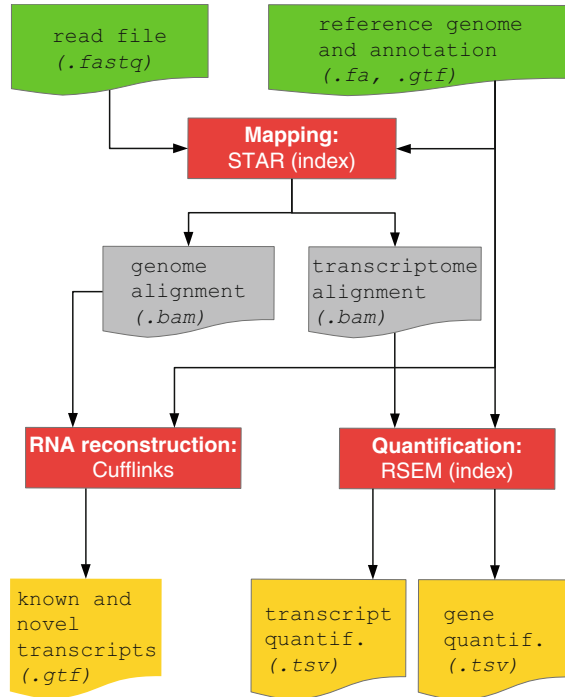 read file
(.fastq)
reference genome
and annotation
(.fa, .gtf)
Mapping:
STAR (index)
genome
alignment
(.bam)
transcriptome
alignment
(.bam)
RNA reconstruction:
Cufflinks
Quantification:
RSEM (index)
known and
novel
transcripts
(.gtf)
transcript
quantif.
(.tsv)
gene
quantif.
(.tsv)